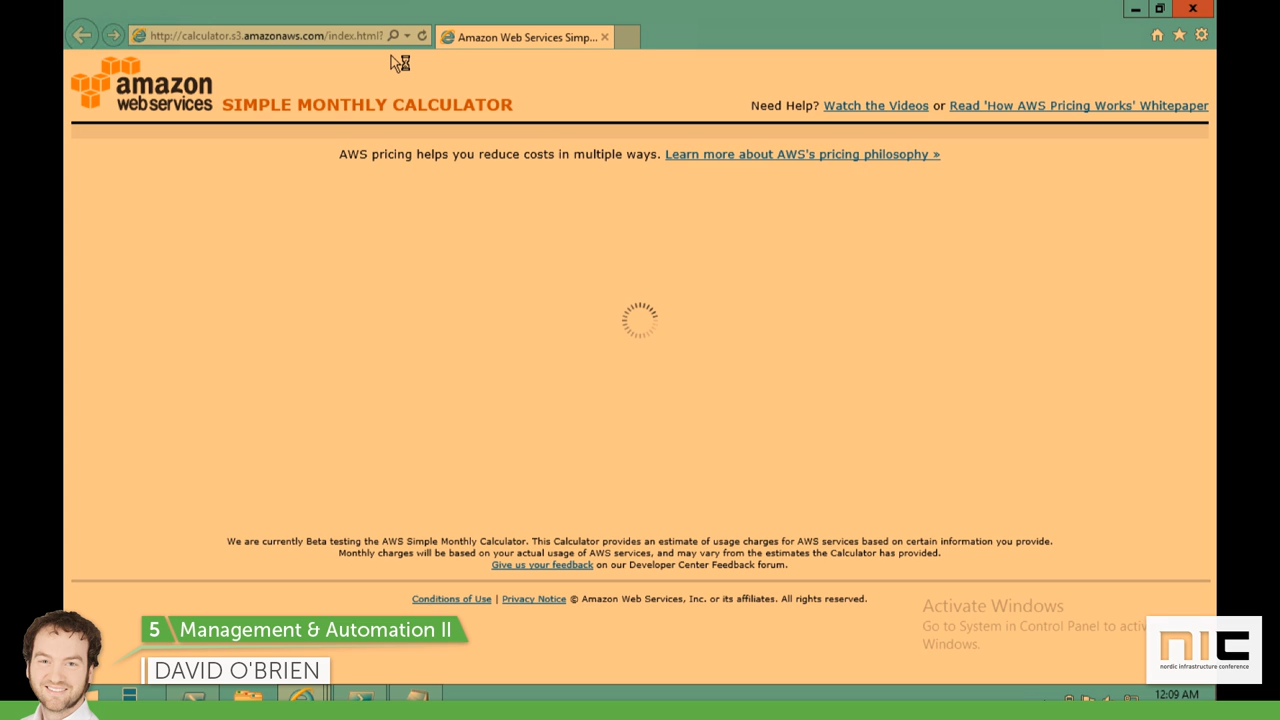 http://calculator.s3.amazonaws.com/index.html?
Amazon Web Services Simp...
amazon
webservices
SIMPLE MONTHLY CALCULATOR
Need Help? Watch the Videos or Read 'How AWS Pricing Works' Whitepaper
AWS pricing helps you reduce costs in multiple ways. Learn more about AWS's pricing philosophy »
We are currently Beta testing the AWS Simple Monthly Calculator. This Calculator provides an estimate of usage charges for AWS services based on certain information you provide.
Monthly charges will be based on your actual usage of AWS services, and may vary from the estimates the Calculator has provided.
Give us your feedback on our Developer Center Feedback forum.
Conditions of Use | Privacy Notice © Amazon Web Services, Inc. or its affiliates. All rights reserved.
Activate Windows
Go to System in Control Panel to activ
Windows.
5 Management & Automation II
DAVID O'BRIEN
NIC
nordic infrastructure conference
12:09 AM